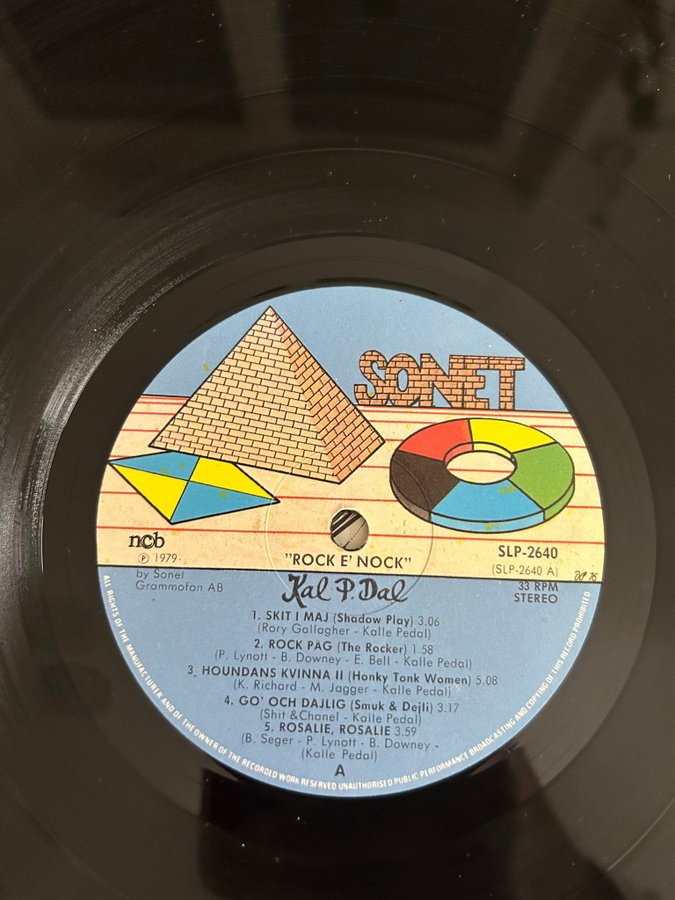 SONET
ncb
℗ 1979
by Sonet
Grammofon AB
"ROCK E' NOCK"
Kal P. Dal
SLP-2640
(SLP-2640 A)
33 RPM
STEREO
1. SKIT I MAJ (Shadow Play) 3.06
(Rory Gallagher - Kalle Pedal)
2. ROCK PÅG (The Rocker) 1.58
(P. Lynott - B. Downey - E. Bell - Kalle Pedal)
3. HOUNDANS KVINNA II (Honky Tonk Women) 5.08
(K. Richard - M. Jagger - Kalle Pedal)
4. GO' OCH DAJLIG (Smuk & Dejli) 3.17
(Shit &Chanel - Kalle Pedal)
5. ROSALIE, ROSALIE 3.59
(B. Seger - P. Lynott - B. Downey -
(Kalle Pedal)
A
ALL RIGHTS OF THE MANUFACTURER AND OF THE OWNER OF THE RECORDED WORK RESERVED UNAUTHORISED PUBLIC PERFORMANCE BROADCASTING AND COPYING OF THIS RECORD PROHIBITED